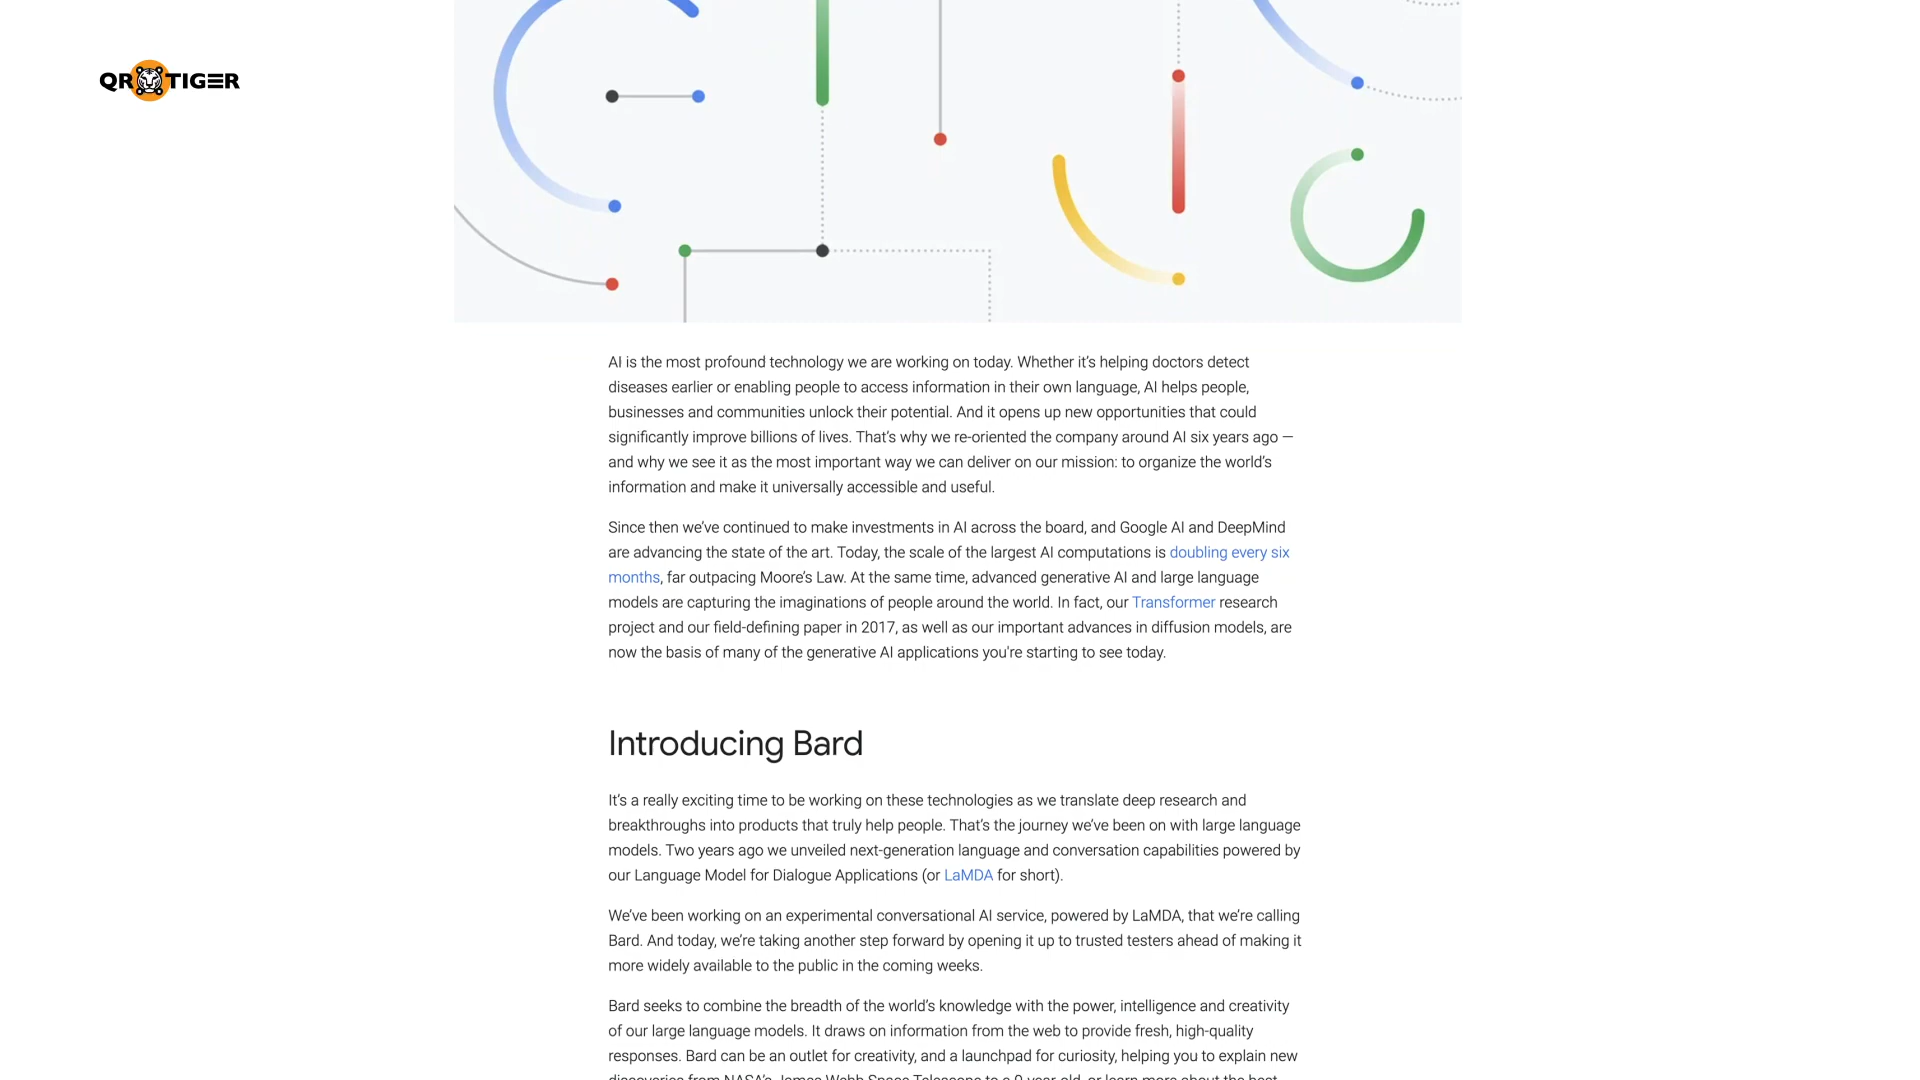 QR TIGER
AI is the most profound technology we are working on today. Whether it’s helping doctors detect
diseases earlier or enabling people to access information in their own language, AI helps people,
businesses and communities unlock their potential. And it opens up new opportunities that could
significantly improve billions of lives. That’s why we re-oriented the company around AI six years ago —
and why we see it as the most important way we can deliver on our mission: to organize the world’s
information and make it universally accessible and useful.
Since then we’ve continued to make investments in AI across the board, and Google AI and DeepMind
are advancing the state of the art. Today, the scale of the largest AI computations is doubling every six
months, far outpacing Moore’s Law. At the same time, advanced generative AI and large language
models are capturing the imaginations of people around the world. In fact, our Transformer research
project and our field-defining paper in 2017, as well as our important advances in diffusion models, are
now the basis of many of the generative AI applications you're starting to see today.
Introducing Bard
It’s a really exciting time to be working on these technologies as we translate deep research and
breakthroughs into products that truly help people. That’s the journey we’ve been on with large language
models. Two years ago we unveiled next-generation language and conversation capabilities powered by
our Language Model for Dialogue Applications (or LaMDA for short).
We’ve been working on an experimental conversational AI service, powered by LaMDA, that we’re calling
Bard. And today, we’re taking another step forward by opening it up to trusted testers ahead of making it
more widely available to the public in the coming weeks.
Bard seeks to combine the breadth of the world’s knowledge with the power, intelligence and creativity
of our large language models. It draws on information from the web to provide fresh, high-quality
responses. Bard can be an outlet for creativity, and a launchpad for curiosity, helping you to explain new
discoveries from NASA’s James Webb Space Telescope to a 9-year-old, or learn more about the best